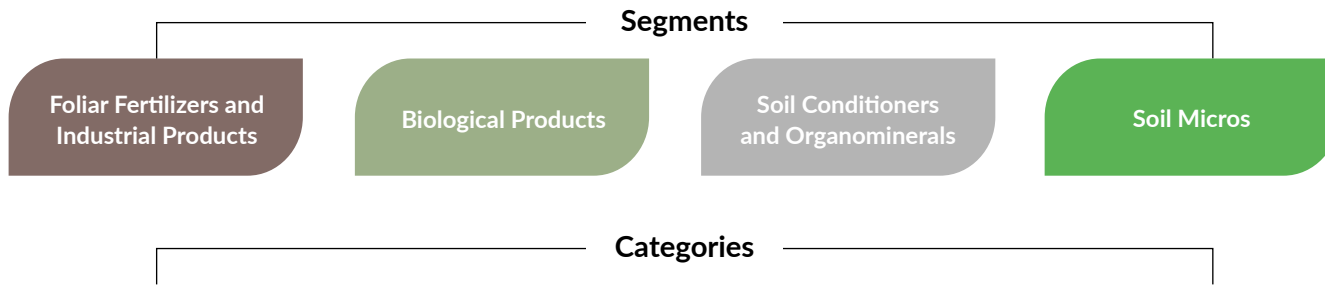 Segments
Foliar Fertilizers and
Industrial Products
Biological Products
Soil Conditioners
and Organominerals
Soil Micros
Categories